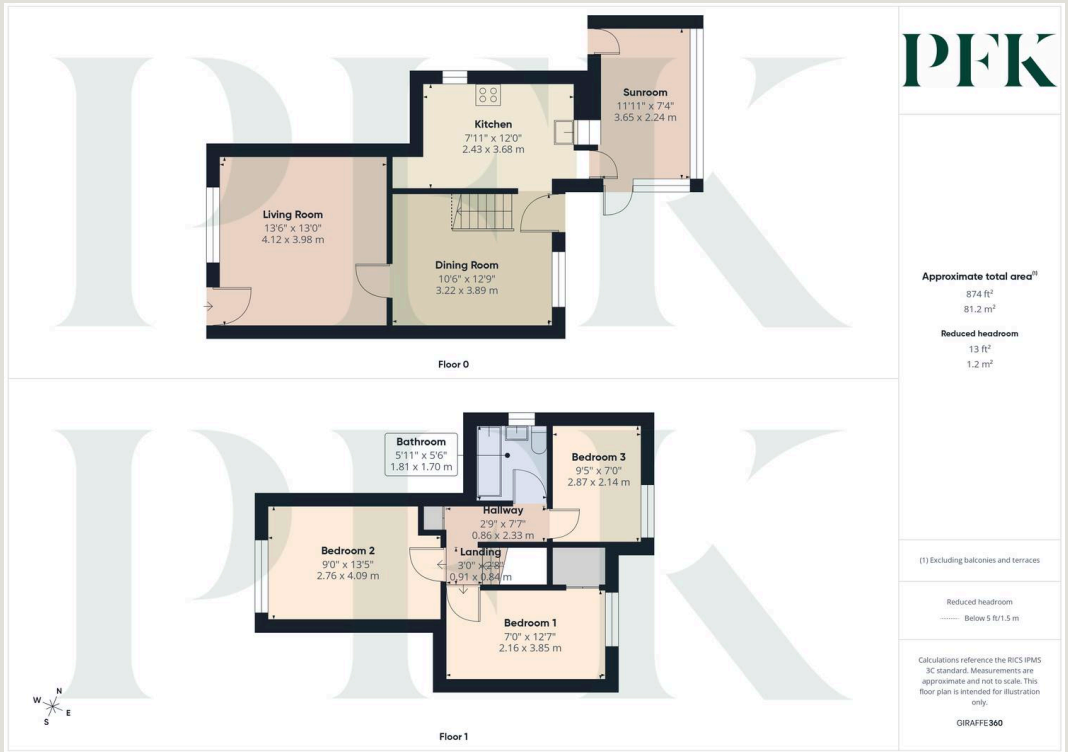 PFK
Sunroom
11'11" x 7'4"
3.65 x 2.24 m
Kitchen
7'11" x 12'0"
2.43 x 3.68 m
Living Room
13'6" x 13'0"
4.12 x 3.98 m
Dining Room
10'6" x 12'9"
3.22 x 3.89 m
Floor 0
PFK
Approximate total area(1)
874 ft²
81.2 m²
Reduced headroom
13 ft²
1.2 m²
PFK
Bathroom
5'11" x 5'6"
1.81 x 1.70 m
Bedroom 3
9'5" x 7'0"
2.87 x 2.14 m
Hallway
2'9" x 7'7"
0.86 x 2.33 m
Landing
3'0" x 2'8"
0.91 x 0.84 m
Bedroom 2
9'0" x 13'5"
2.76 x 4.09 m
Bedroom 1
7'0" x 12'7"
2.16 x 3.85 m
N
W
E
S
Floor 1
(1) Excluding balconies and terraces
Reduced headroom
Below 5 ft/1.5 m
Calculations reference the RICS IPMS
3C standard. Measurements are
approximate and not to scale. This
floor plan is intended for illustration
only.
GIRAFFE360